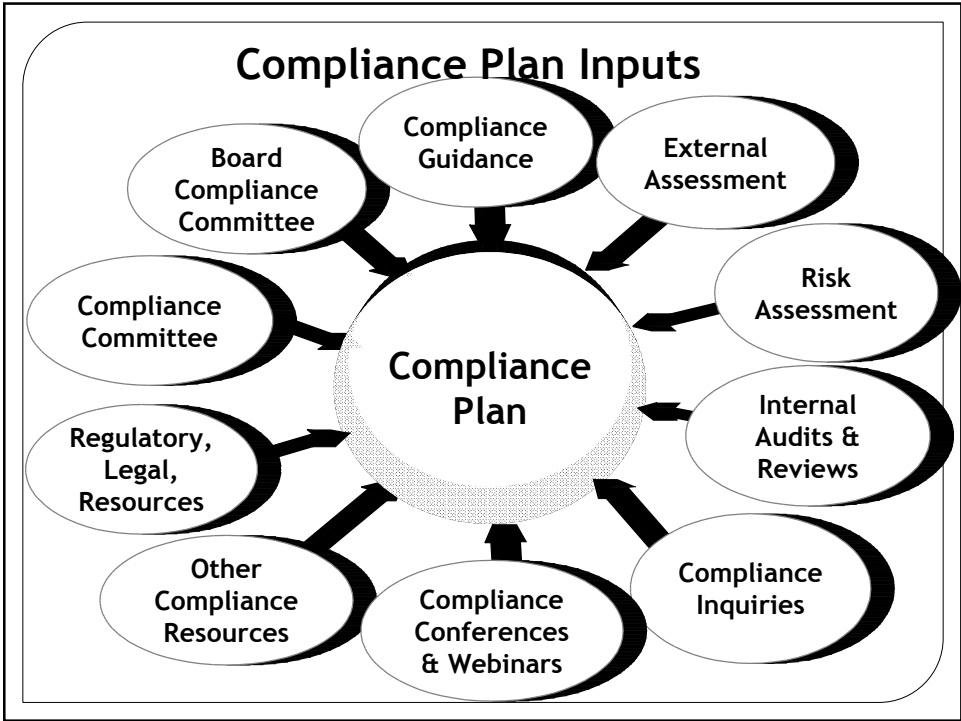 Compliance Plan Inputs
Compliance
Guidance
External
Assessment
Board
Compliance
Committee
Risk
Assessment
Compliance
Committee
Compliance
Plan
Internal
Audits &
Reviews
Regulatory,
Legal,
Resources
Compliance
Inquiries
Other
Compliance
Resources
Compliance
Conferences
& Webinars